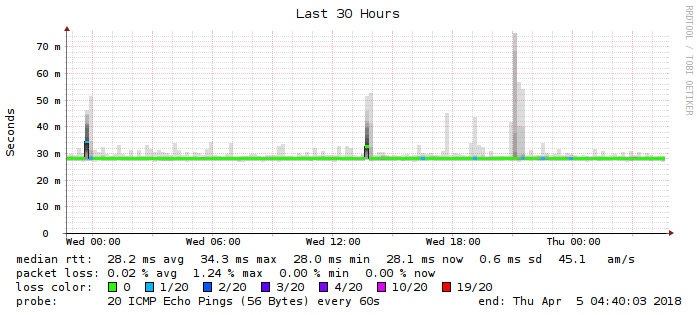 Last 30 Hours
RRDTOOL / TOBI OETIKER
Seconds
70 m
60 m
50 m
40 m
30 m
20 m
10 m
0
Wed 00:00 Wed 06:00 Wed 12:00 Wed 18:00 Thu 00:00
median rtt: 28.2 ms avg 34.3 ms max 28.0 ms min 28.1 ms now 0.6 ms sd 45.1 am/s
packet loss: 0.02 % avg 1.24 % max 0.00 % min 0.00 % now
loss color: 0 1/20 2/20 3/20 4/20 10/20 19/20
probe: 20 ICMP Echo Pings (56 Bytes) every 60s end: Thu Apr 5 04:40:03 2018